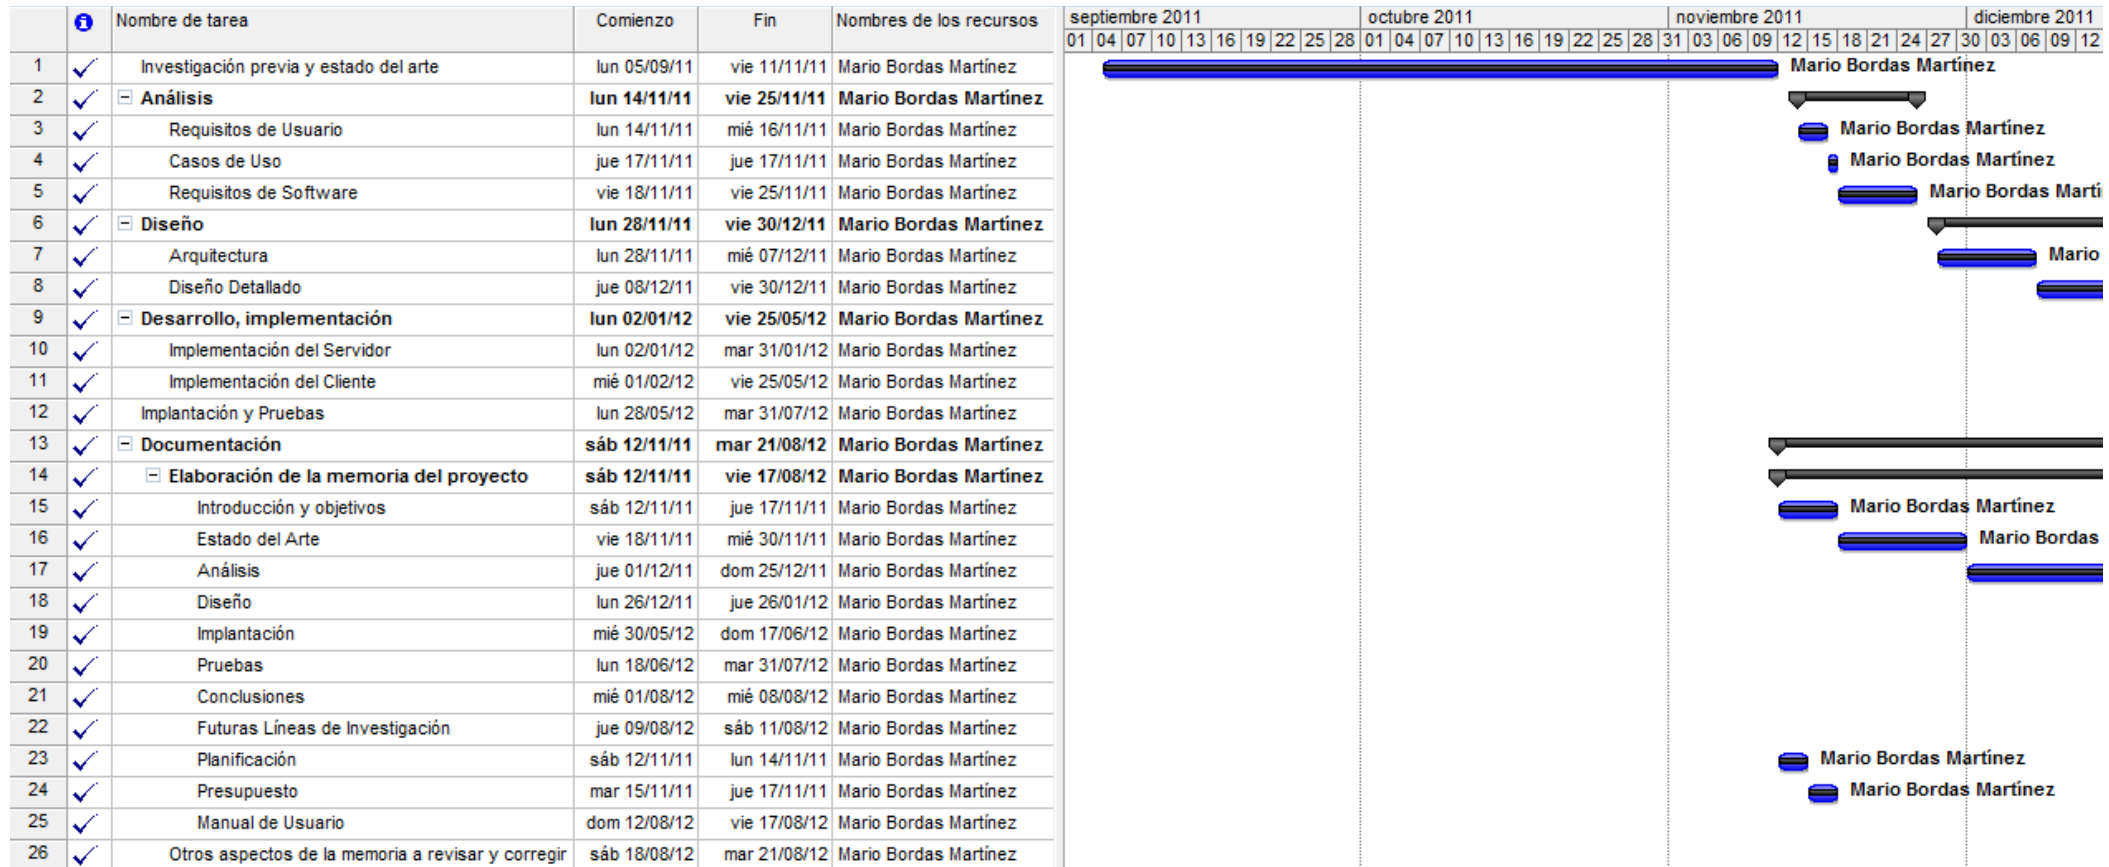 Nombre de tarea Comienzo Fin Nombres de los recursos septiembre 2011 octubre 2011 noviembre 2011 diciembre 2011
01 04 07 10 13 16 19 22 25 28 01 04 07 10 13 16 19 22 25 28 31 03 06 09 12 15 18 21 24 27 30 03 06 09 12
1 Investigación previa y estado del arte lun 05/09/11 vie 11/11/11 Mario Bordas Martínez Mario Bordas Martínez
2 Análisis lun 14/11/11 vie 25/11/11 Mario Bordas Martínez
3 Requisitos de Usuario lun 14/11/11 mié 16/11/11 Mario Bordas Martínez Mario Bordas Martínez
4 Casos de Uso jue 17/11/11 jue 17/11/11 Mario Bordas Martínez Mario Bordas Martínez
5 Requisitos de Software vie 18/11/11 vie 25/11/11 Mario Bordas Martínez Mario Bordas Martí
6 Diseño lun 28/11/11 vie 30/12/11 Mario Bordas Martínez
7 Arquitectura lun 28/11/11 mié 07/12/11 Mario Bordas Martínez Mario
8 Diseño Detallado jue 08/12/11 vie 30/12/11 Mario Bordas Martínez
9 Desarrollo, implementación lun 02/01/12 vie 25/05/12 Mario Bordas Martínez
10 Implementación del Servidor lun 02/01/12 mar 31/01/12 Mario Bordas Martínez
11 Implementación del Cliente mié 01/02/12 vie 25/05/12 Mario Bordas Martínez
12 Implantación y Pruebas lun 28/05/12 mar 31/07/12 Mario Bordas Martínez
13 Documentación sáb 12/11/11 mar 21/08/12 Mario Bordas Martínez
14 Elaboración de la memoria del proyecto sáb 12/11/11 vie 17/08/12 Mario Bordas Martínez
15 Introducción y objetivos sáb 12/11/11 jue 17/11/11 Mario Bordas Martínez Mario Bordas Martínez
16 Estado del Arte vie 18/11/11 mié 30/11/11 Mario Bordas Martínez Mario Bordas
17 Análisis jue 01/12/11 dom 25/12/11 Mario Bordas Martínez
18 Diseño lun 26/12/11 jue 26/01/12 Mario Bordas Martínez
19 Implantación mié 30/05/12 dom 17/06/12 Mario Bordas Martínez
20 Pruebas lun 18/06/12 mar 31/07/12 Mario Bordas Martínez
21 Conclusiones mié 01/08/12 mié 08/08/12 Mario Bordas Martínez
22 Futuras Líneas de Investigación jue 09/08/12 sáb 11/08/12 Mario Bordas Martínez
23 Planificación sáb 12/11/11 lun 14/11/11 Mario Bordas Martínez Mario Bordas Martínez
24 Presupuesto mar 15/11/11 jue 17/11/11 Mario Bordas Martínez Mario Bordas Martínez
25 Manual de Usuario dom 12/08/12 vie 17/08/12 Mario Bordas Martínez
26 Otros aspectos de la memoria a revisar y corregir sáb 18/08/12 mar 21/08/12 Mario Bordas Martínez